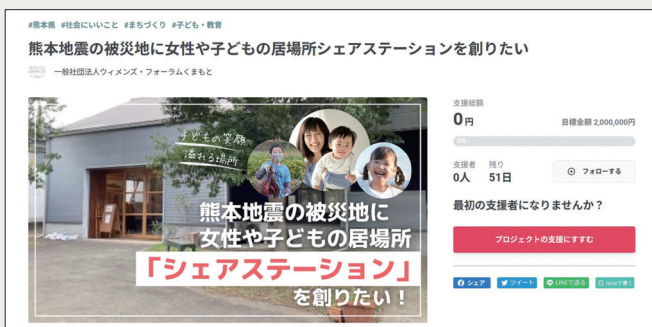 #熊本県 #社会にいいこと #まちづくり #子ども・教育
熊本地震の被災地に女性や子どもの居場所シェアステーションを創りたい
一般社団法人ウィメンズ・フォーラムくまもと
子どもの笑顔
溢れる場所
熊本地震の被災地に
女性や子どもの居場所
「シェアステーション」
を創りたい！
支援総額
0円
目標金額 2,000,000円
0%
支援者 残り
0人 51日
フォローする
最初の支援者になりませんか？
プロジェクトの支援にすすむ
シェア ツイート LINEで送る noteで書く